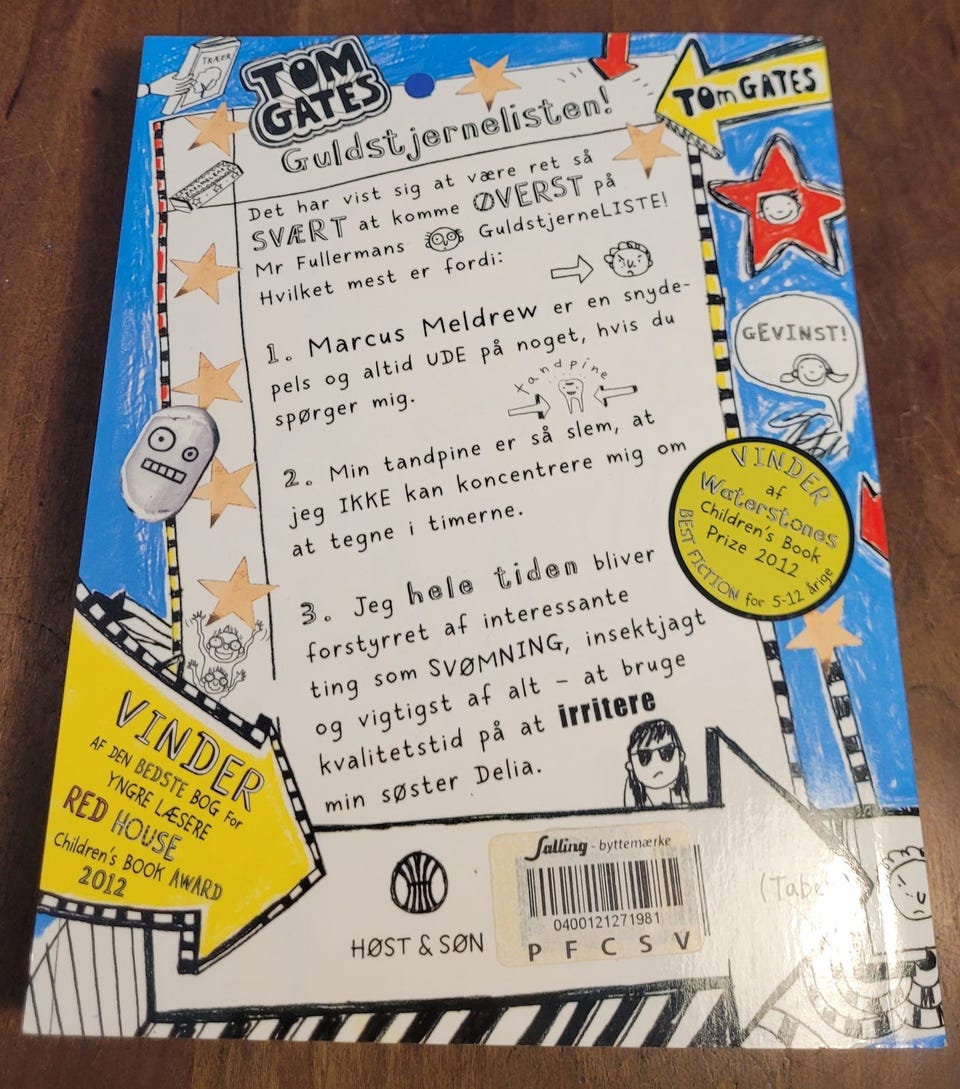 TRÆER
TOM
GATES
TOM GATES
Guldstjernelisten!
Det har vist sig at være ret så
SVÆRT at komme ØVERST på
Mr Fullermans GuldstjerneLISTE!
Hvilket mest er fordi:
1. Marcus Meldrew er en snyde-
pels og altid UDE på noget, hvis du
spørger mig.
tandpine
2. Min tandpine er så slem, at
jeg IKKE kan koncentrere mig om
at tegne i timerne.
3. Jeg hele tiden bliver
forstyrret af interessante
ting som SVØMNING, insektjagt
og vigtigst af alt – at bruge
kvalitetstid på at irritere
min søster Delia.
GEVINST!
VINDER
af
Waterstones
Children's Book
Prize 2012
BEST FICTION for 5-12 årige
VINDER
AF DEN BEDSTE BOG For
YNGRE LÆSERE
RED HOUSE
Children's Book AWARD
2012
HØST & SØN
Salling - byttemærke
0400121271981
P F C S V